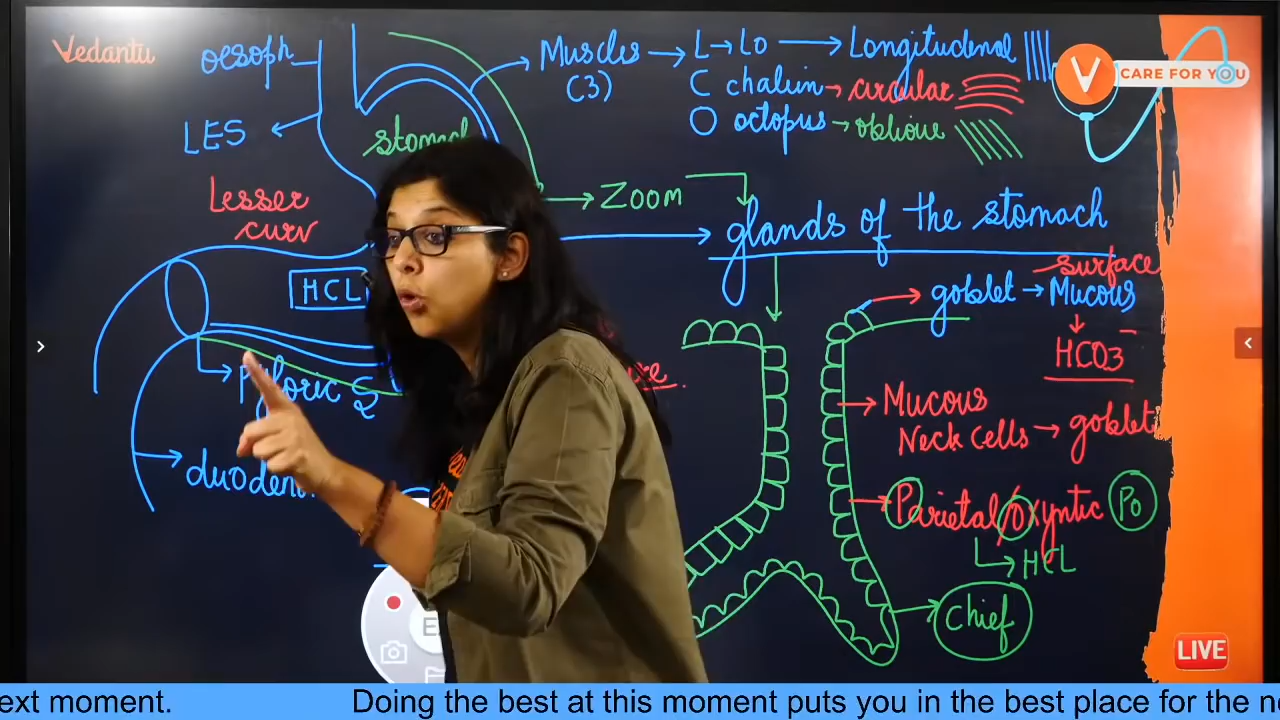 Vedantu
oesoph
LES
Lesser
curv
HCL
stomach
pyloric
duoden
Muscles
(3)
L → Lo → Longitudenal
C chalun → circular
O octopus → oblique
Zoom
glands of the stomach
surface
goblet → Mucous
HCO3⁻
Mucous
Neck Cells → goblet
Parietal/Oxyntic Po
HCL
chief
V CARE FOR YOU
LIVE
ext moment. Doing the best at this moment puts you in the best place for the n